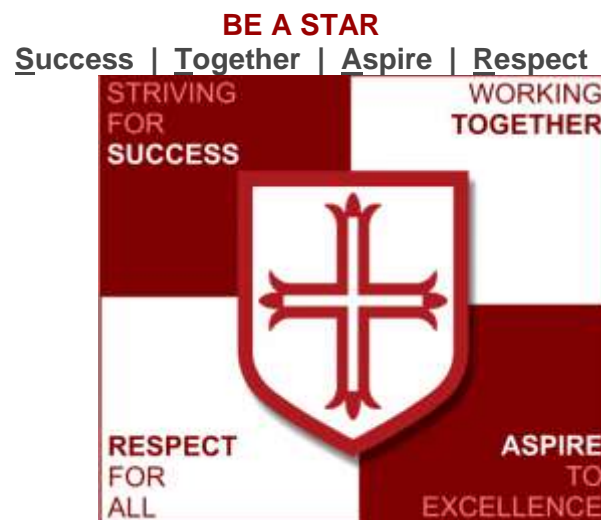 BE A STAR
Success | Together | Aspire | Respect
STRIVING
FOR
SUCCESS
WORKING
TOGETHER
RESPECT
FOR
ALL
ASPIRE
TO
EXCELLENCE